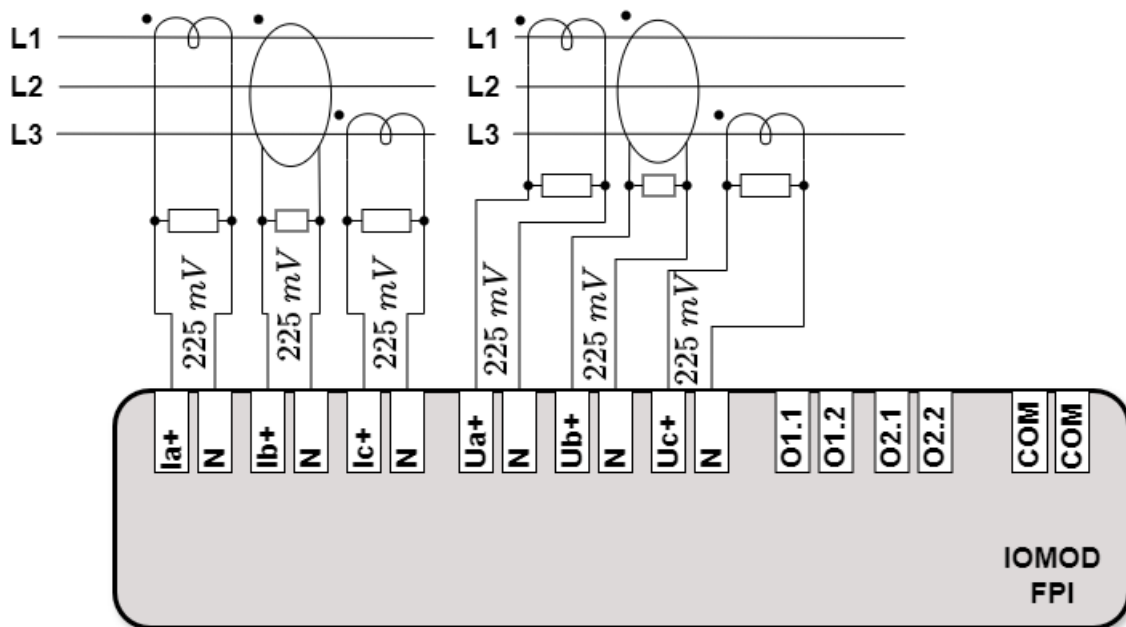 L1
L2
L3
L1
L2
L3
225 mV
225 mV
225 mV
225 mV
225 mV
225 mV
Ia+
N
Ib+
N
Ic+
N
Ua+
N
Ub+
N
Uc+
N
O1.1
O1.2
O2.1
O2.2
COM
COM
IOMOD
FPI